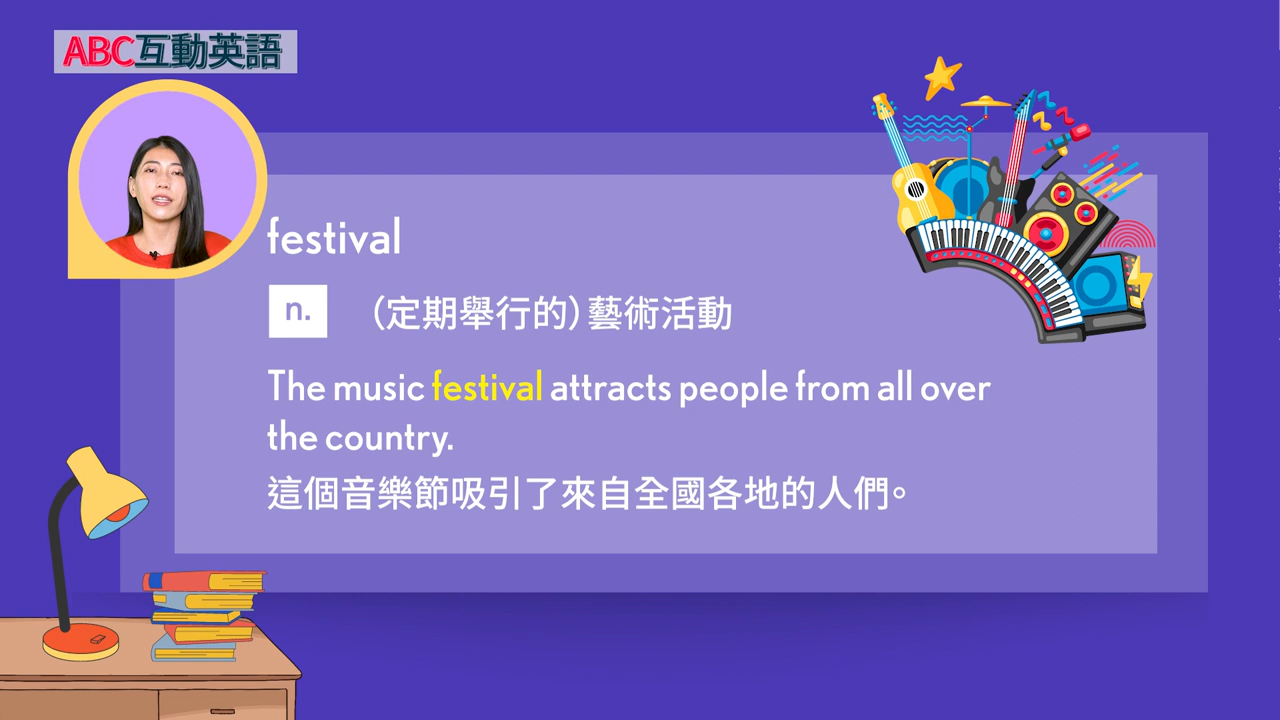 ABC互動英語
festival
n. （定期舉行的）藝術活動
The music festival attracts people from all over
the country.
這個音樂節吸引了來自全國各地的人們。